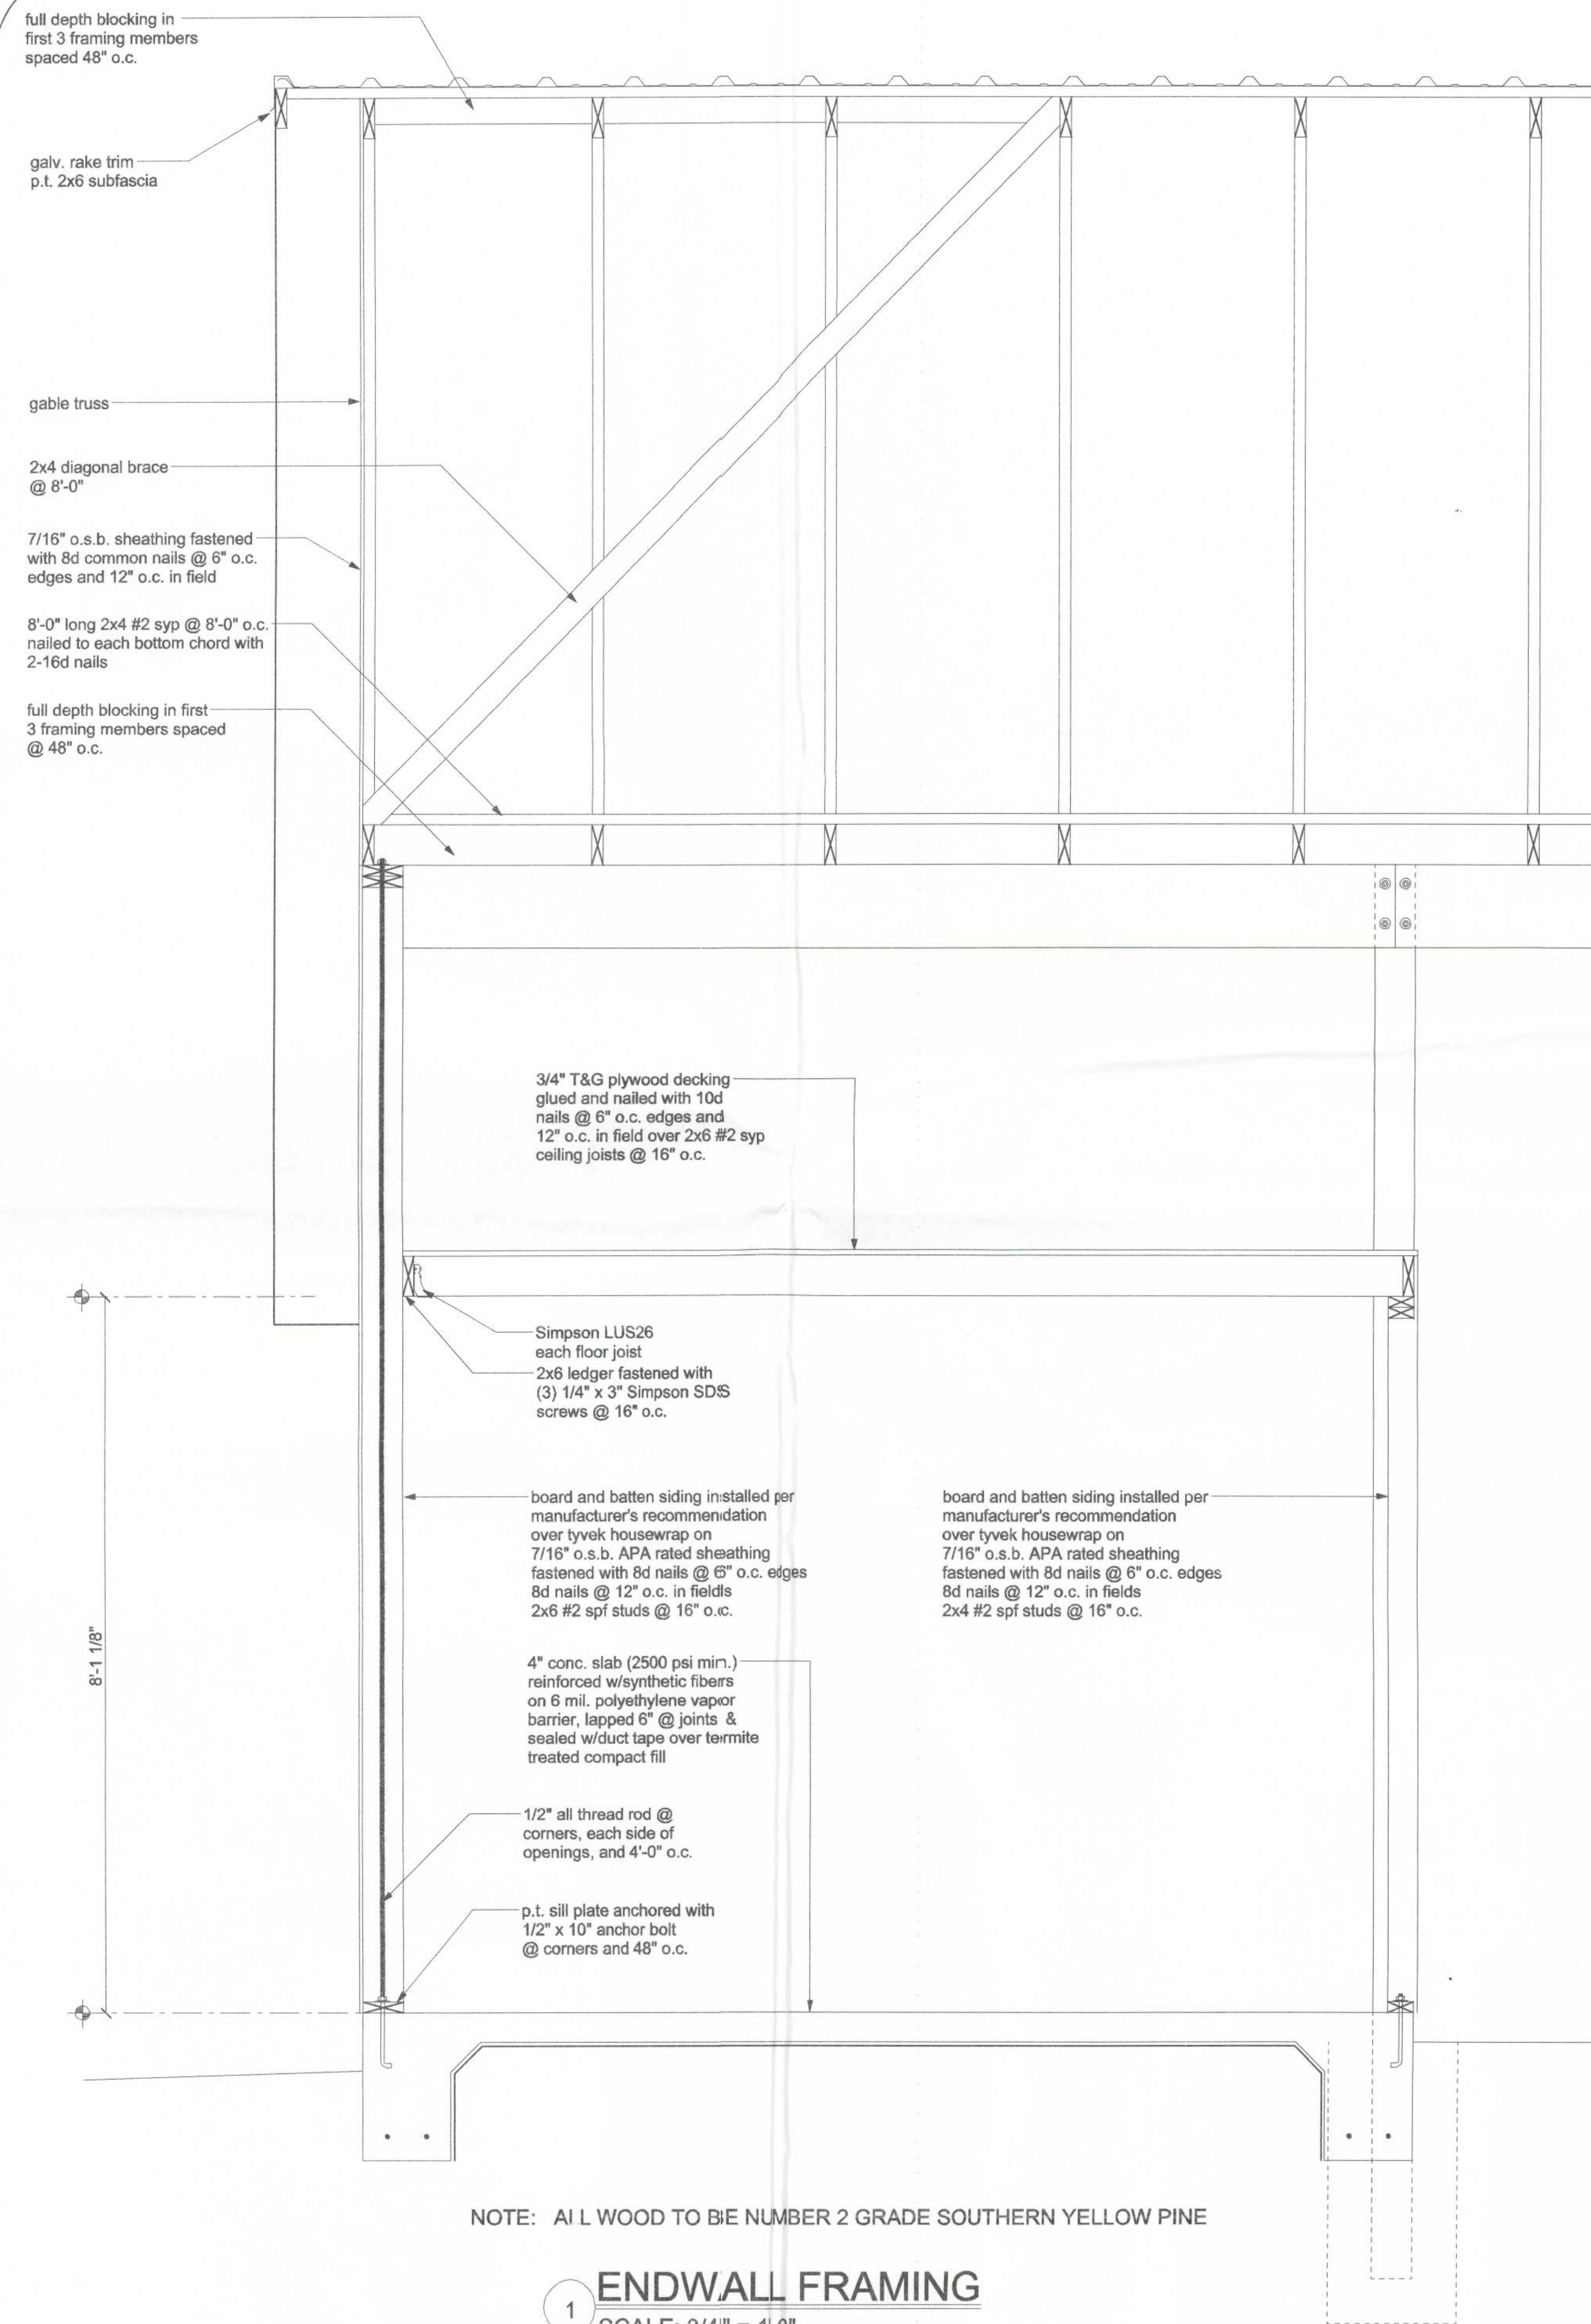 full depth blocking in
first 3 framing members
spaced 48" o.c.
galv. rake trim
p.t. 2x6 subfascia
gable truss
2x4 diagonal brace
@ 8'-0"
7/16" o.s.b. sheathing fastened
with 8d common nails @ 6" o.c.
edges and 12" o.c. in field
8'-0" long 2x4 #2 syp @ 8'-0" o.c.
nailed to each bottom chord with
2-16d nails
full depth blocking in first
3 framing members spaced
@ 48" o.c.
3/4" T&G plywood decking
glued and nailed with 10d
nails @ 6" o.c. edges and
12" o.c. in field over 2x6 #2 syp
ceiling joists @ 16" o.c.
Simpson LUS26
each floor joist
2x6 ledger fastened with
(3) 1/4" x 3" Simpson SDS
screws @ 16" o.c.
board and batten siding installed per
manufacturer's recommendation
over tyvek housewrap on
7/16" o.s.b. APA rated sheathing
fastened with 8d nails @ 6" o.c. edges
8d nails @ 12" o.c. in fields
2x6 #2 spf studs @ 16" o.c.
board and batten siding installed per
manufacturer's recommendation
over tyvek housewrap on
7/16" o.s.b. APA rated sheathing
fastened with 8d nails @ 6" o.c. edges
8d nails @ 12" o.c. in fields
2x4 #2 spf studs @ 16" o.c.
8'-1 1/8"
4" conc. slab (2500 psi min.)
reinforced w/synthetic fibers
on 6 mil. polyethylene vapor
barrier, lapped 6" @ joints &
sealed w/duct tape over termite
treated compact fill
1/2" all thread rod @
corners, each side of
openings, and 4'-0" o.c.
p.t. sill plate anchored with
1/2" x 10" anchor bolt
@ corners and 48" o.c.
NOTE: ALL WOOD TO BE NUMBER 2 GRADE SOUTHERN YELLOW PINE
1 ENDWALL FRAMING
SCALE: 3/4" = 1'-0"